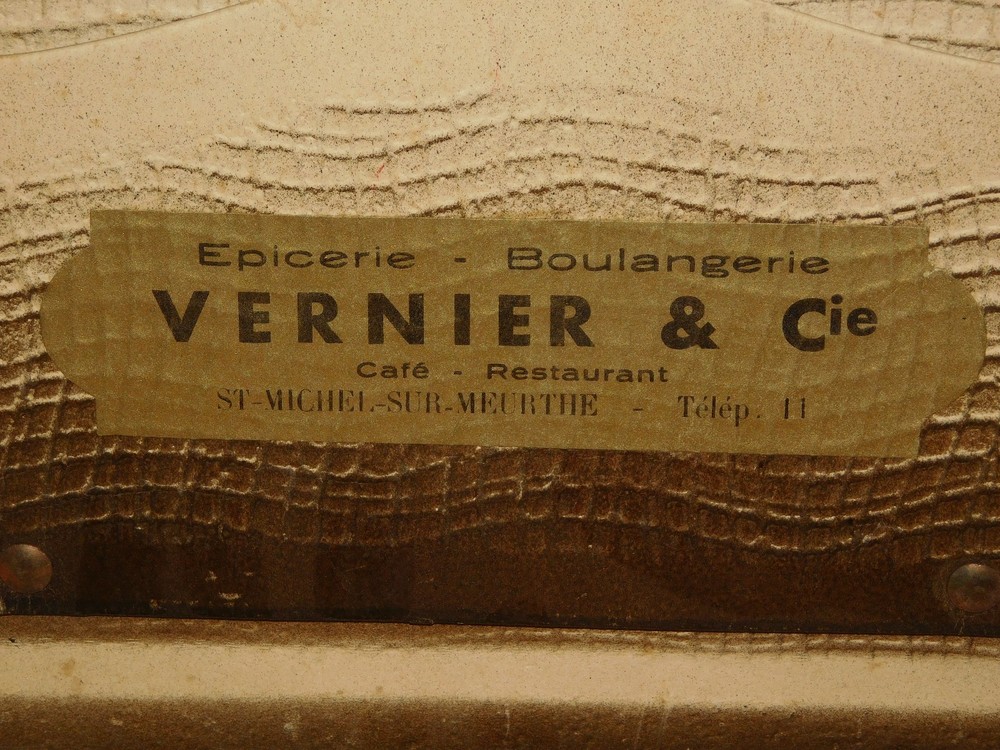 Epicerie - Boulangerie
VERNIER & Cie
Café - Restaurant
ST-MICHEL-SUR-MEURTHE - Télép. 11